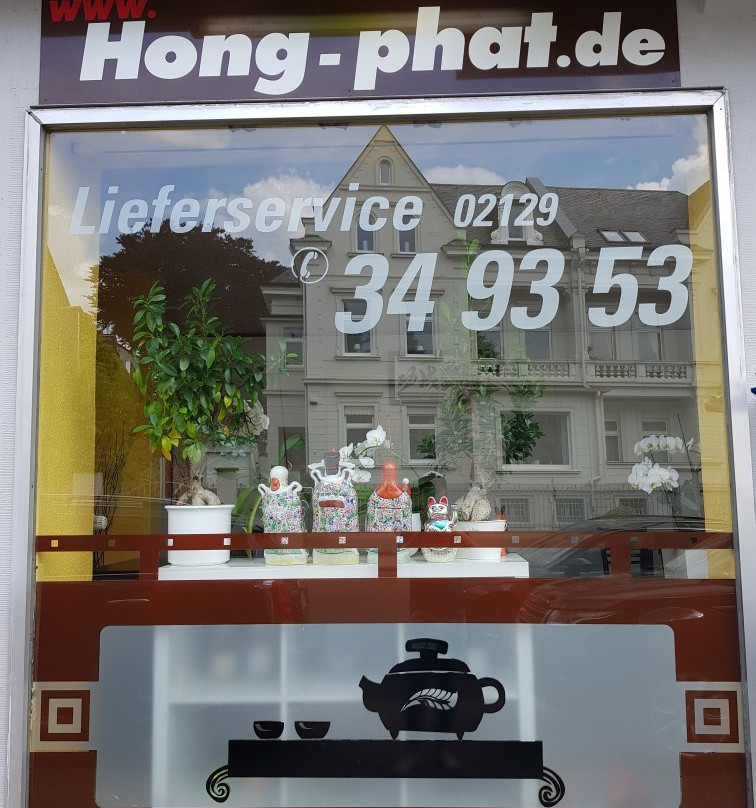 www.
Hong-phat.de
Lieferservice 02129
34 93 53